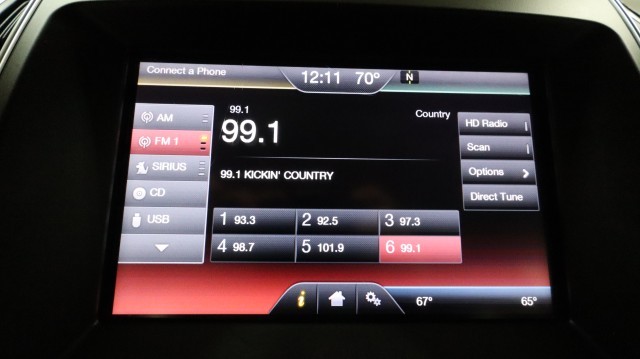 Connect a Phone 12:11 70° N
AM
FM 1
SIRIUS
CD
USB
99.1
99.1
Country
99.1 KICKIN' COUNTRY
1 93.3 2 92.5 3 97.3
4 98.7 5 101.9 6 99.1
HD Radio
Scan
Options
Direct Tune
i 67° 65°